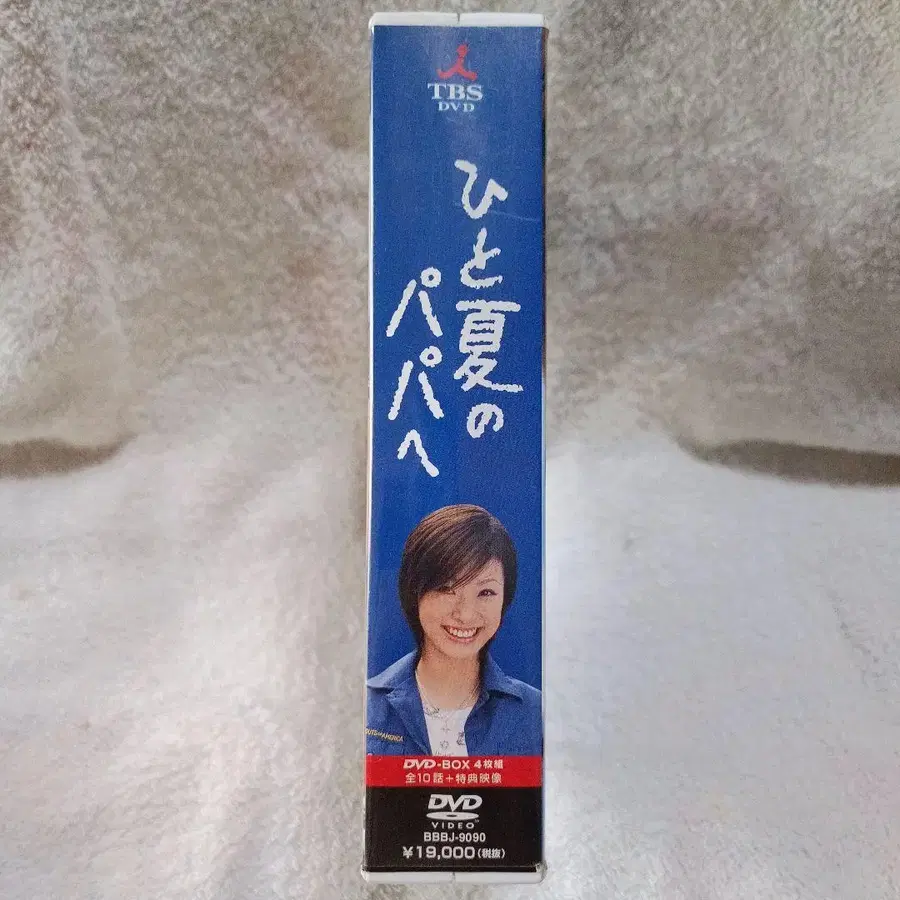 TBS
DVD
ひと夏の
パパへ
DVD-BOX 4枚組
全10話+特典映像
DVD
VIDEO
BBBJ-9090
¥19,000(税抜)